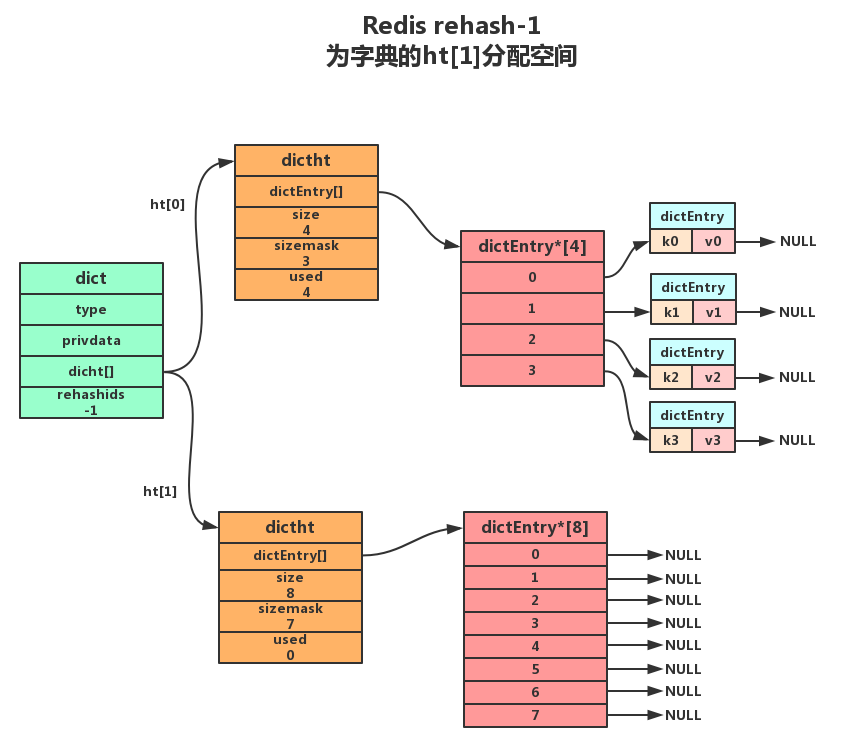 Redis rehash-1
为字典的ht[1]分配空间
ht[0]
dictht
dictEntry[]
size
4
sizemask
3
used
4
dictEntry*[4]
0
1
2
3
dictEntry
k0 v0
NULL
dictEntry
k1 v1
NULL
dictEntry
k2 v2
NULL
dictEntry
k3 v3
NULL
dict
type
privdata
dicht[]
rehashids
-1
ht[1]
dictht
dictEntry[]
size
8
sizemask
7
used
0
dictEntry*[8]
0 NULL
1 NULL
2 NULL
3 NULL
4 NULL
5 NULL
6 NULL
7 NULL